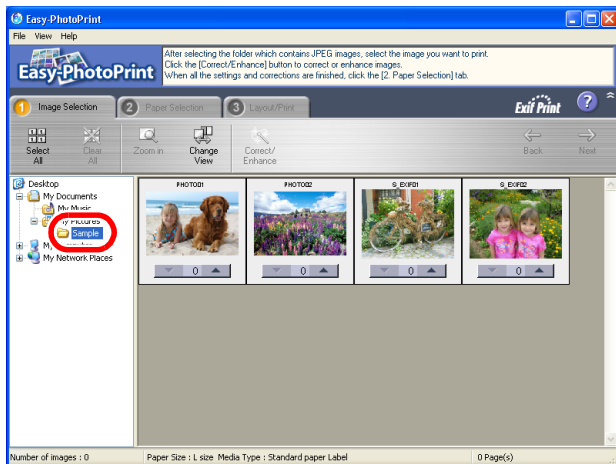 Easy-PhotoPrint
File View Help
Easy-PhotoPrint
After selecting the folder which contains JPEG images, select the image you want to print.
Click the [Correct/Enhance] button to correct or enhance images.
When all the settings and corrections are finished, click the [2. Paper Selection] tab.
1 Image Selection
2 Paper Selection
3 Layout/Print
Exif Print
?
Select
All
Clear
All
Zoom in
Change
View
Correct/
Enhance
Back
Next
Desktop
My Documents
My Music
My Pictures
Sample
My
My Network Places
PHOTO01
PHOTO02
S_EXIF01
S_EXIF02
0
0
0
0
Number of images : 0
Paper Size : L size Media Type : Standard paper Label
0 Page(s)